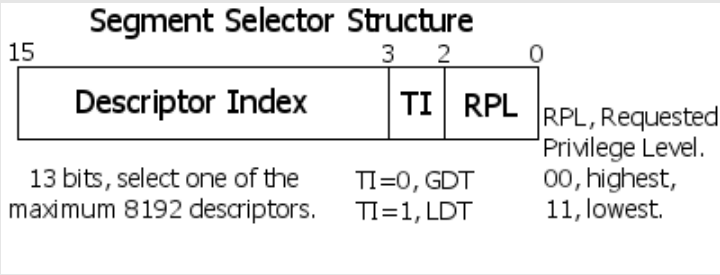 Segment Selector Structure
15 3 2 0
Descriptor Index TI RPL
RPL, Requested
Privilege Level.
00, highest,
11, lowest.
13 bits, select one of the
maximum 8192 descriptors.
TI=0, GDT
TI=1, LDT